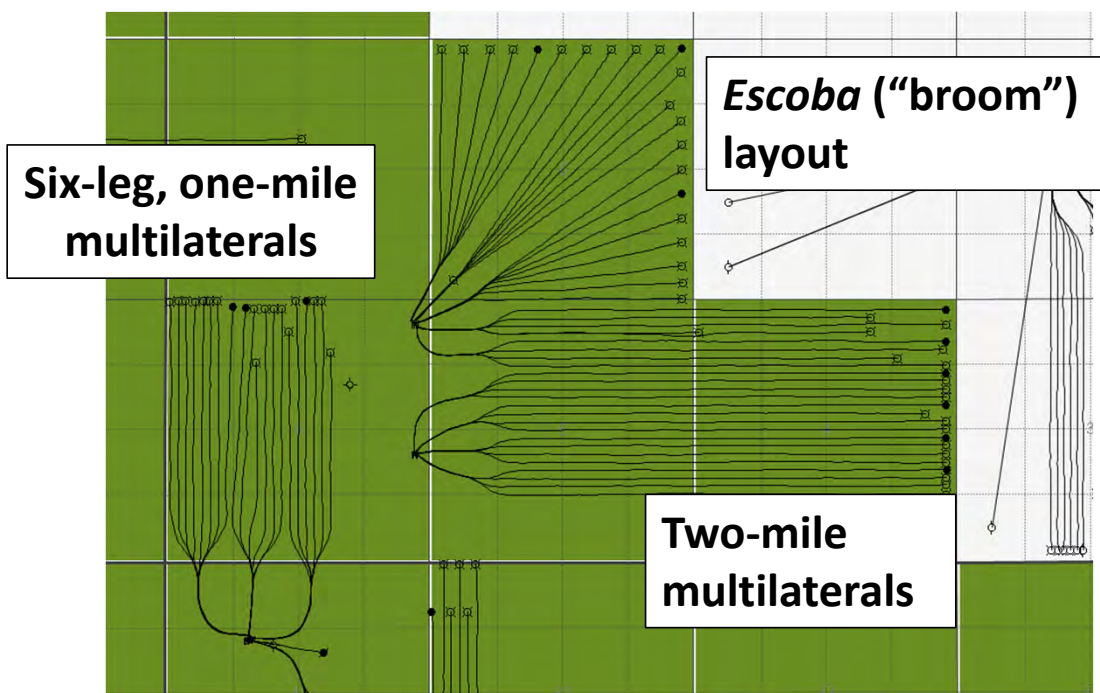 Escoba (“broom”)
layout
Six-leg, one-mile
multilaterals
Two-mile
multilaterals